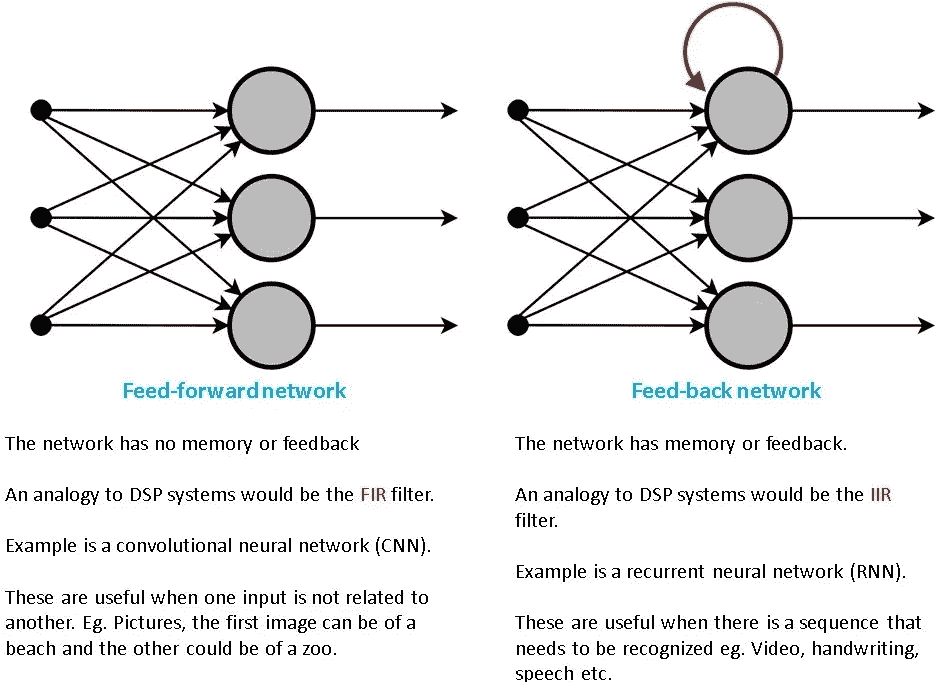 Feed-forward network
The network has no memory or feedback
An analogy to DSP systems would be the FIR filter.
Example is a convolutional neural network (CNN).
These are useful when one input is not related to
another. Eg. Pictures, the first image can be of a
beach and the other could be of a zoo.
Feed-back network
The network has memory or feedback.
An analogy to DSP systems would be the IIR
filter.
Example is a recurrent neural network (RNN).
These are useful when there is a sequence that
needs to be recognized eg. Video, handwriting,
speech etc.